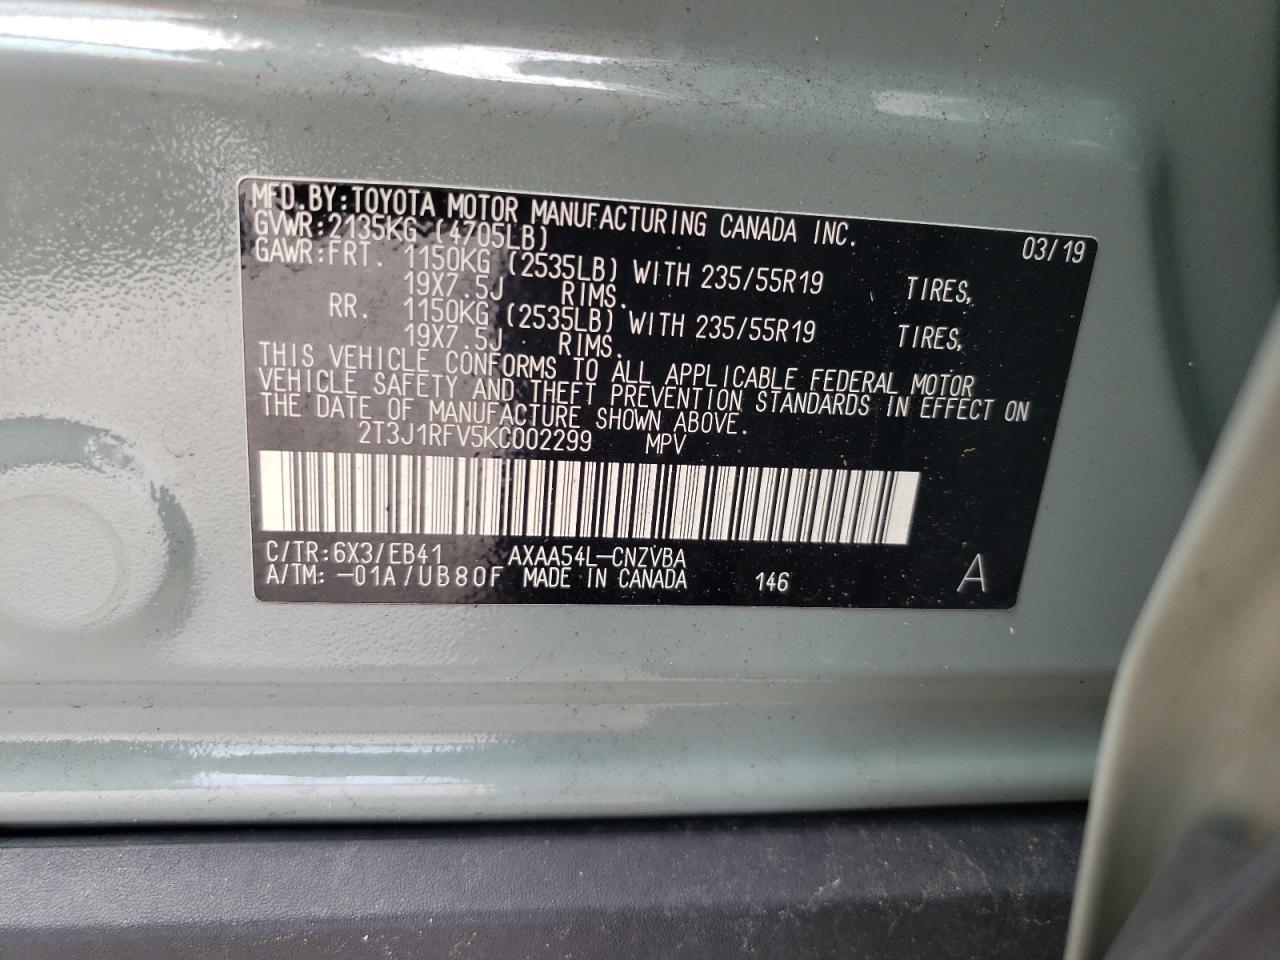 MFD.BY:TOYOTA MOTOR MANUFACTURING CANADA INC.
GVWR:2135KG (4705LB) 03/19
GAWR:FRT. 1150KG (2535LB) WITH 235/55R19 TIRES,
19X7.5J RIMS.
RR. 1150KG (2535LB) WITH 235/55R19 TIRES,
19X7.5J RIMS.
THIS VEHICLE CONFORMS TO ALL APPLICABLE FEDERAL MOTOR
VEHICLE SAFETY AND THEFT PREVENTION STANDARDS IN EFFECT ON
THE DATE OF MANUFACTURE SHOWN ABOVE.
2T3J1RFV5KC002299 MPV
C/TR:6X3/EB41 AXAA54L-CNZVBA
A/TM: -01A/UB80F MADE IN CANADA 146 A